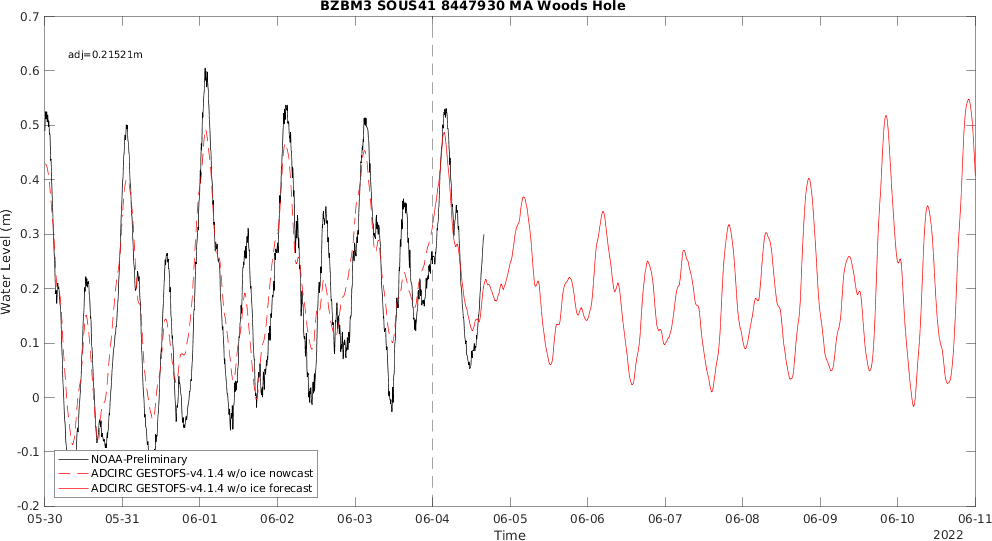 BZBM3 SOUS41 8447930 MA Woods Hole
adj=0.21521m
Water Level (m)
0.7
0.6
0.5
0.4
0.3
0.2
0.1
0
-0.1
-0.2
NOAA-Preliminary
ADCIRC GESTOFS-v4.1.4 w/o ice nowcast
ADCIRC GESTOFS-v4.1.4 w/o ice forecast
05-30 05-31 06-01 06-02 06-03 06-04 06-05 06-06 06-07 06-08 06-09 06-10 06-11
Time
2022